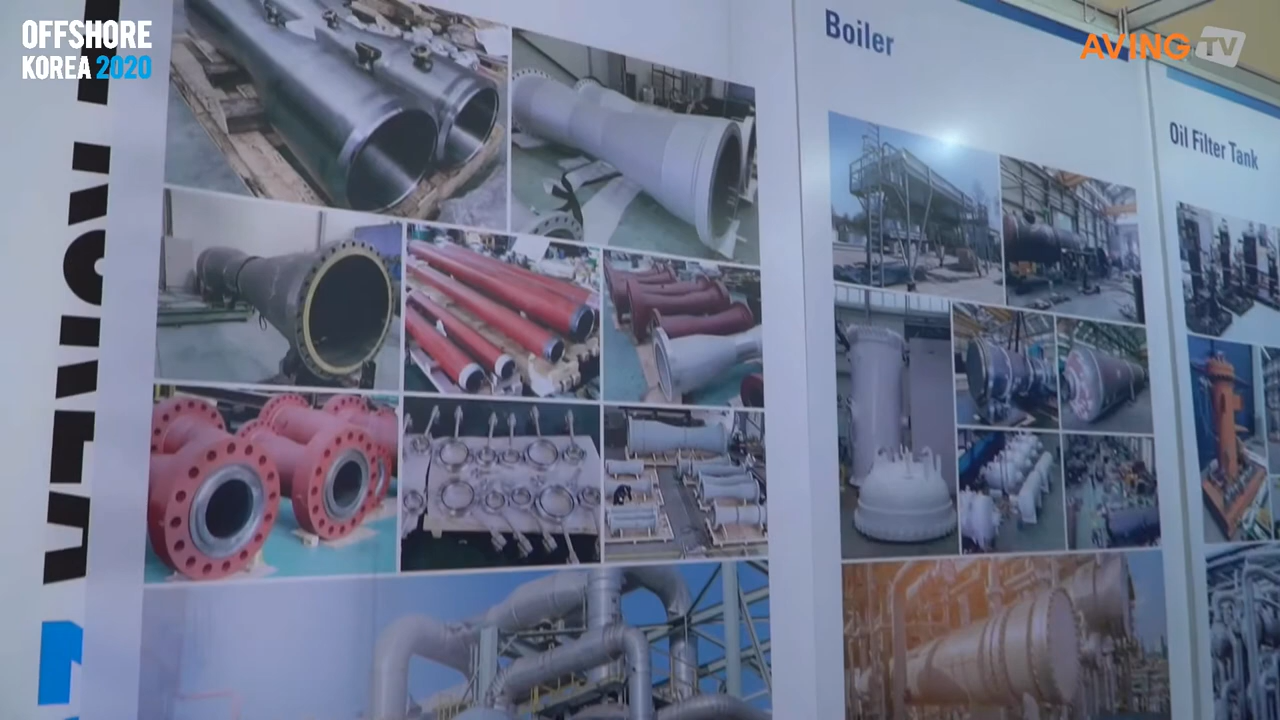 OFFSHORE
KOREA 2020
AVING TV
Boiler
Oil Filter Tank